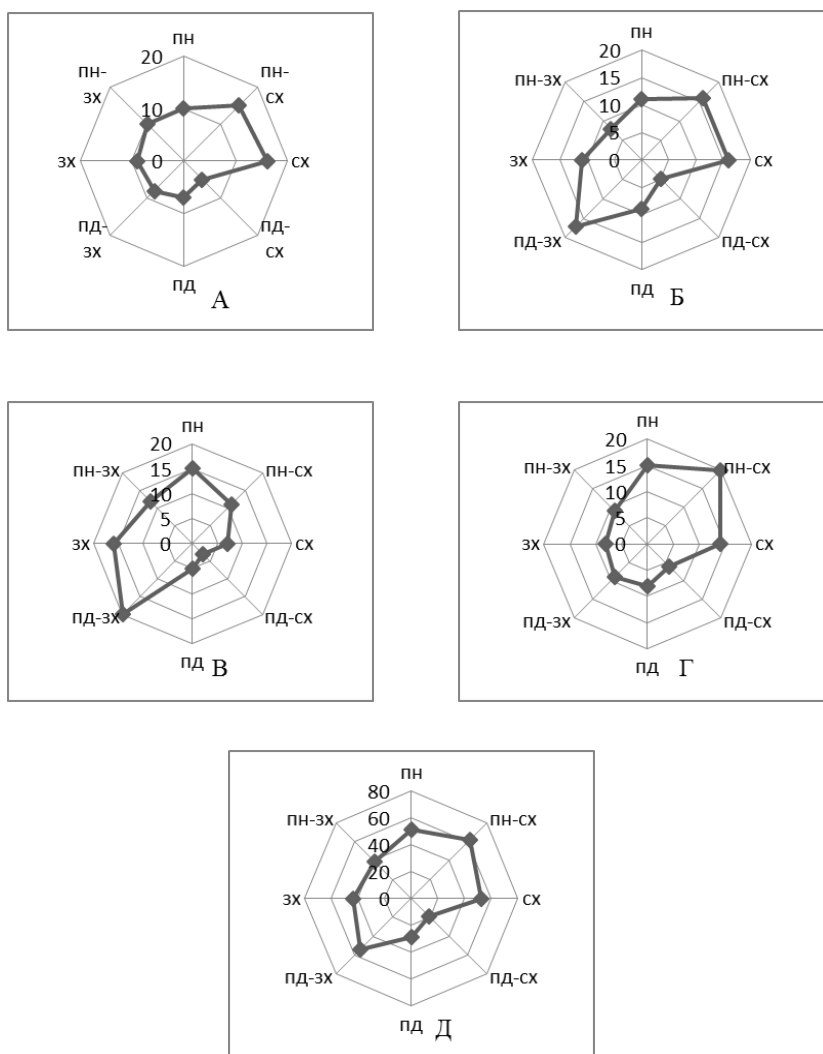 пн
20
пн-
сх
пн-
зх
10
0
зх
сх
пд-
зх
пд-
сх
пд
А
пн
20
15
10
5
0
пн-зх
пн-сх
зх
сх
пд-зх
пд-сх
пд
Б
пн
20
15
10
5
0
пн-зх
пн-сх
зх
сх
пд-зх
пд-сх
пд
В
пн
20
15
10
5
0
пн-зх
пн-сх
зх
сх
пд-зх
пд-сх
пд
Г
пн
80
60
40
20
0
пн-зх
пн-сх
зх
сх
пд-зх
пд-сх
пд
Д